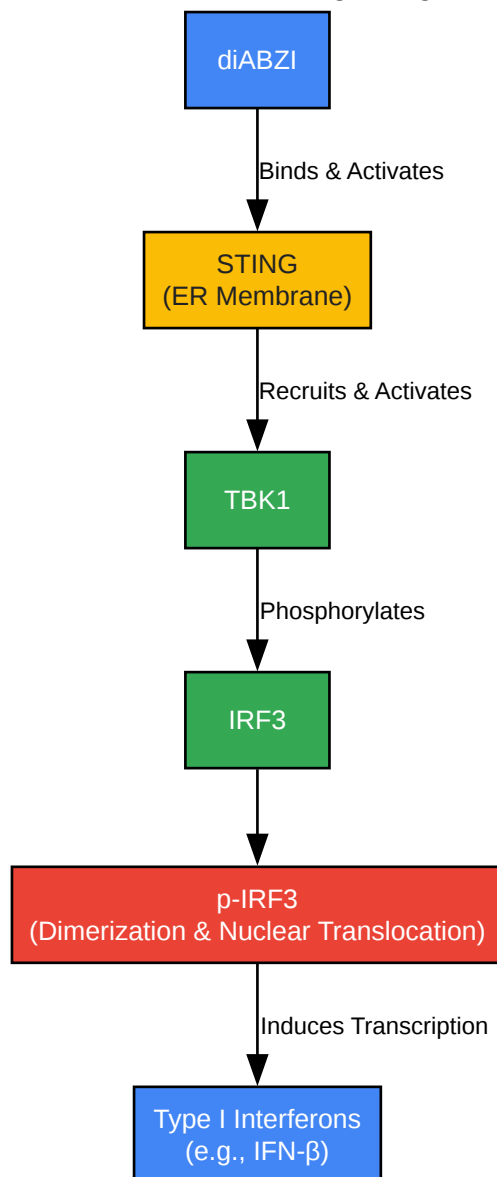 diABZI
Binds & Activates
STING
(ER Membrane)
Recruits & Activates
TBK1
Phosphorylates
IRF3
p-IRF3
(Dimerization & Nuclear Translocation)
Induces Transcription
Type I Interferons
(e.g., IFN-β)